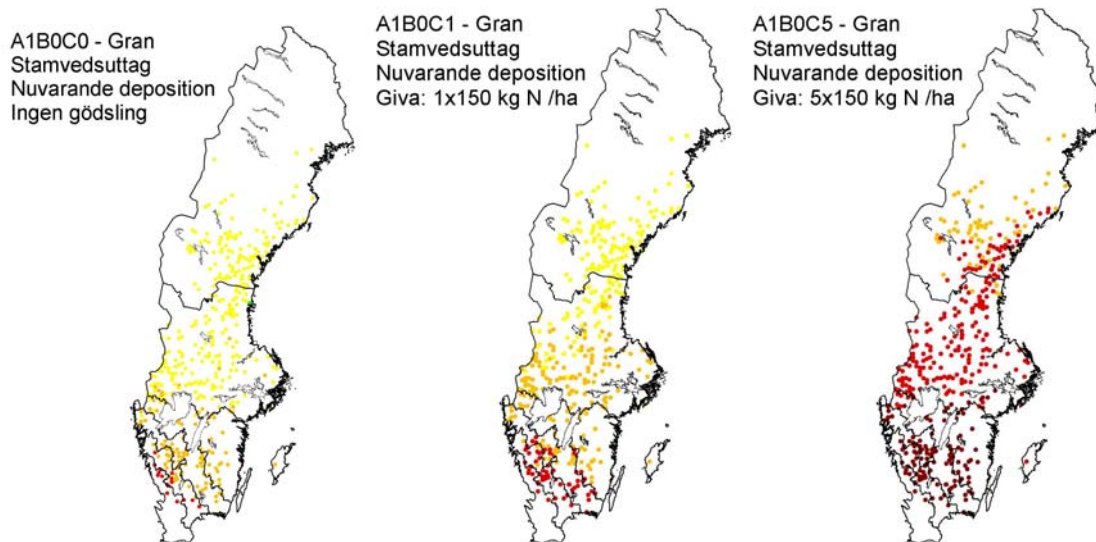 A1B0C0 - Gran
Stamvedsuttag
Nuvarande deposition
Ingen gödsling
A1B0C1 - Gran
Stamvedsuttag
Nuvarande deposition
Giva: 1x150 kg N /ha
A1B0C5 - Gran
Stamvedsuttag
Nuvarande deposition
Giva: 5x150 kg N /ha